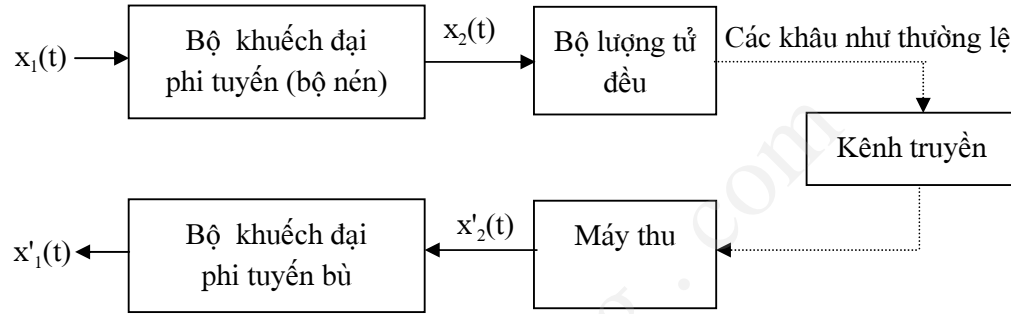 x₁(t)
Bộ khuếch đại
phi tuyến (bộ nén)
x₂(t)
Bộ lượng tử
đều
Các khâu như thường lệ
Kênh truyền
Máy thu
x'₂(t)
Bộ khuếch đại
phi tuyến bù
x'₁(t)
. com